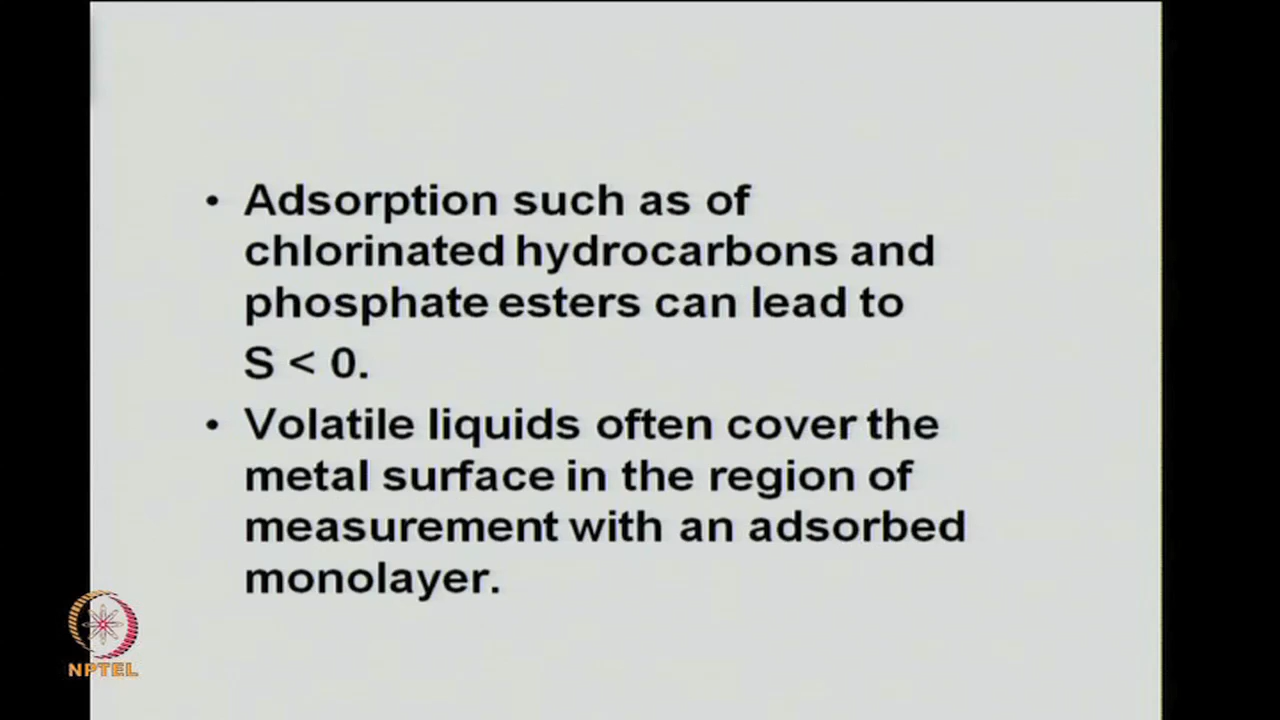 • Adsorption such as of
chlorinated hydrocarbons and
phosphate esters can lead to
S < 0.
• Volatile liquids often cover the
metal surface in the region of
measurement with an adsorbed
monolayer.
NPTEL